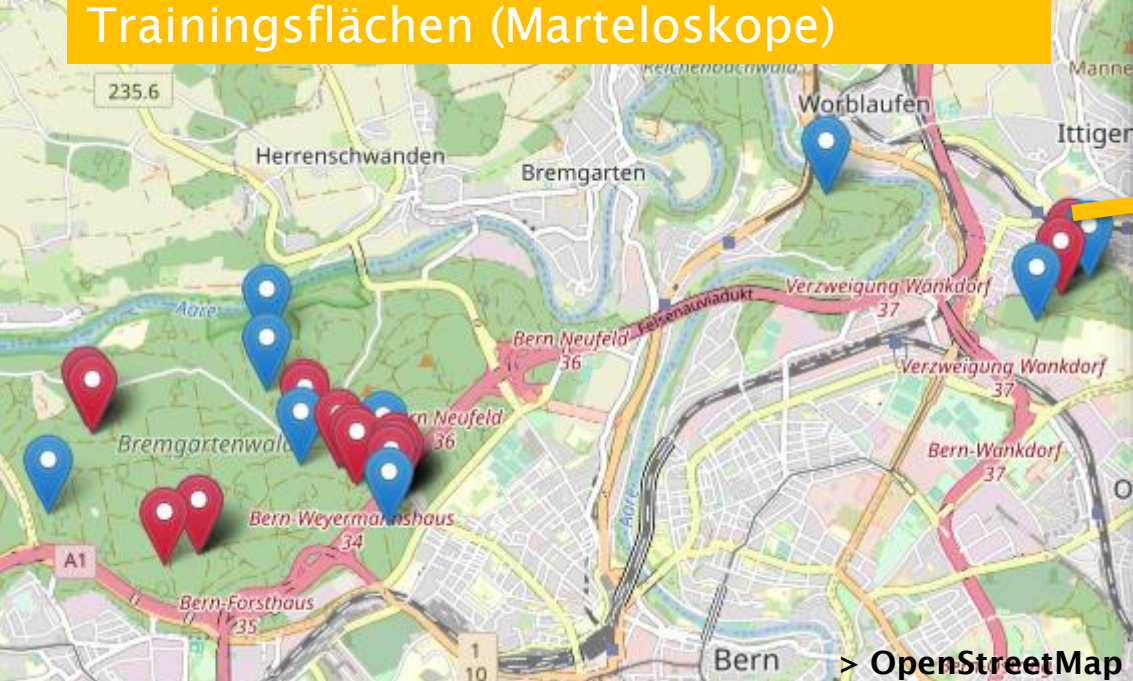 Trainingsflächen (Marteloskope)
235.6
Reichenbachwald
Manne
Worblaufen
Ittigen
Herrenschwanden
Bremgarten
Aare
Verzweigung Wankdorf
37
Felsenauviadukt
Bern Neufeld
36
Verzweigung Wankdorf
37
rn Neufeld
36
Bremgartenwald
Bern-Wankdorf
37
O
Aare
Bern-Weyermannshaus
34
A1
Bern-Forsthaus
35
1
10
Bern
> OpenStreetMap